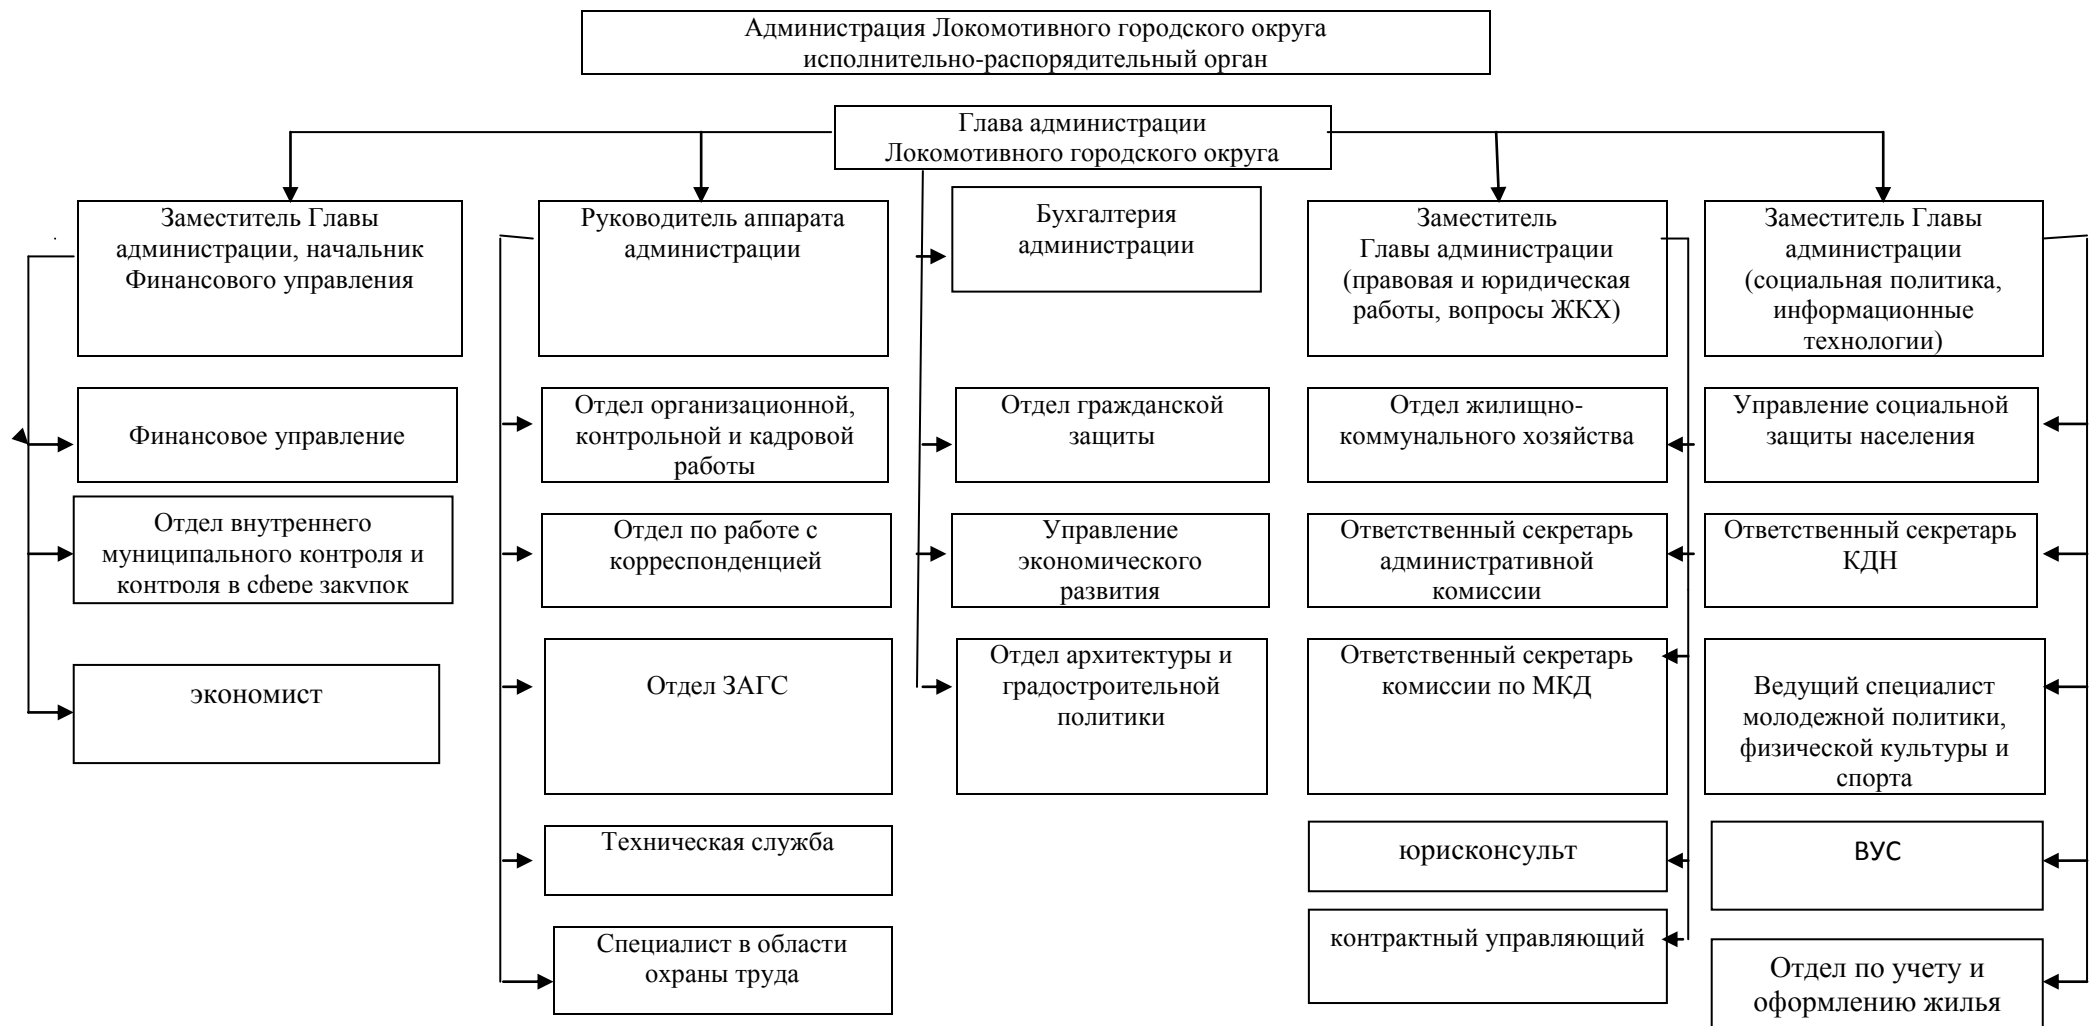 Администрация Локомотивного городского округа
исполнительно-распорядительный орган
Глава администрации
Локомотивного городского округа
Заместитель Главы
администрации, начальник
Финансового управления
Руководитель аппарата
администрации
Бухгалтерия
администрации
Заместитель
Главы администрации
(правовая и юридическая
работы, вопросы ЖКХ)
Заместитель Главы
администрации
(социальная политика,
информационные
технологии)
Финансовое управление
Отдел организационной,
контрольной и кадровой
работы
Отдел гражданской
защиты
Отдел жилищно-
коммунального хозяйства
Управление социальной
защиты населения
Отдел внутреннего
муниципального контроля и
контроля в сфере закупок
Отдел по работе с
корреспонденцией
Управление
экономического
развития
Ответственный секретарь
административной
комиссии
Ответственный секретарь
КДН
экономист
Отдел ЗАГС
Отдел архитектуры и
градостроительной
политики
Ответственный секретарь
комиссии по МКД
Ведущий специалист
молодежной политики,
физической культуры и
спорта
Техническая служба
юрисконсульт
ВУС
Специалист в области
охраны труда
контрактный управляющий
Отдел по учету и
оформлению жилья